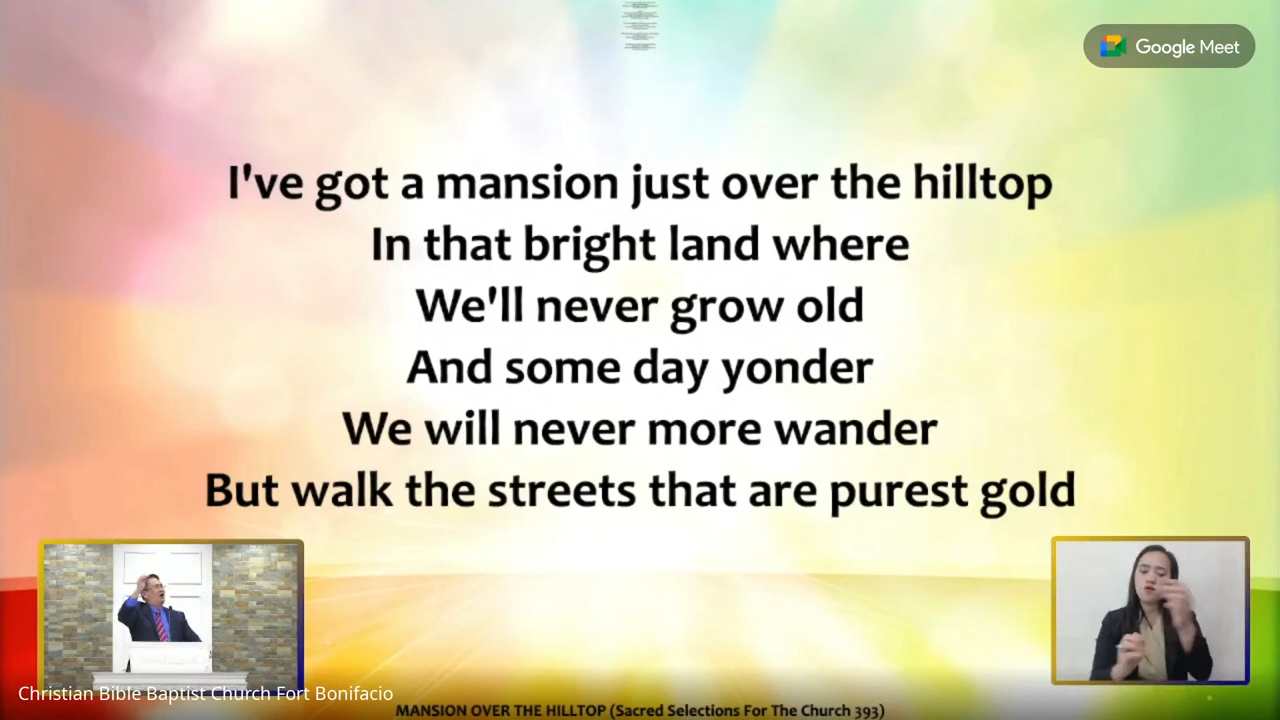 Google Meet
I've got a mansion just over the hilltop
In that bright land where
We'll never grow old
And some day yonder
We will never more wander
But walk the streets that are purest gold
Christian Bible Baptist Church Fort Bonifacio
MANSION OVER THE HILLTOP (Sacred Selections For The Church 393)